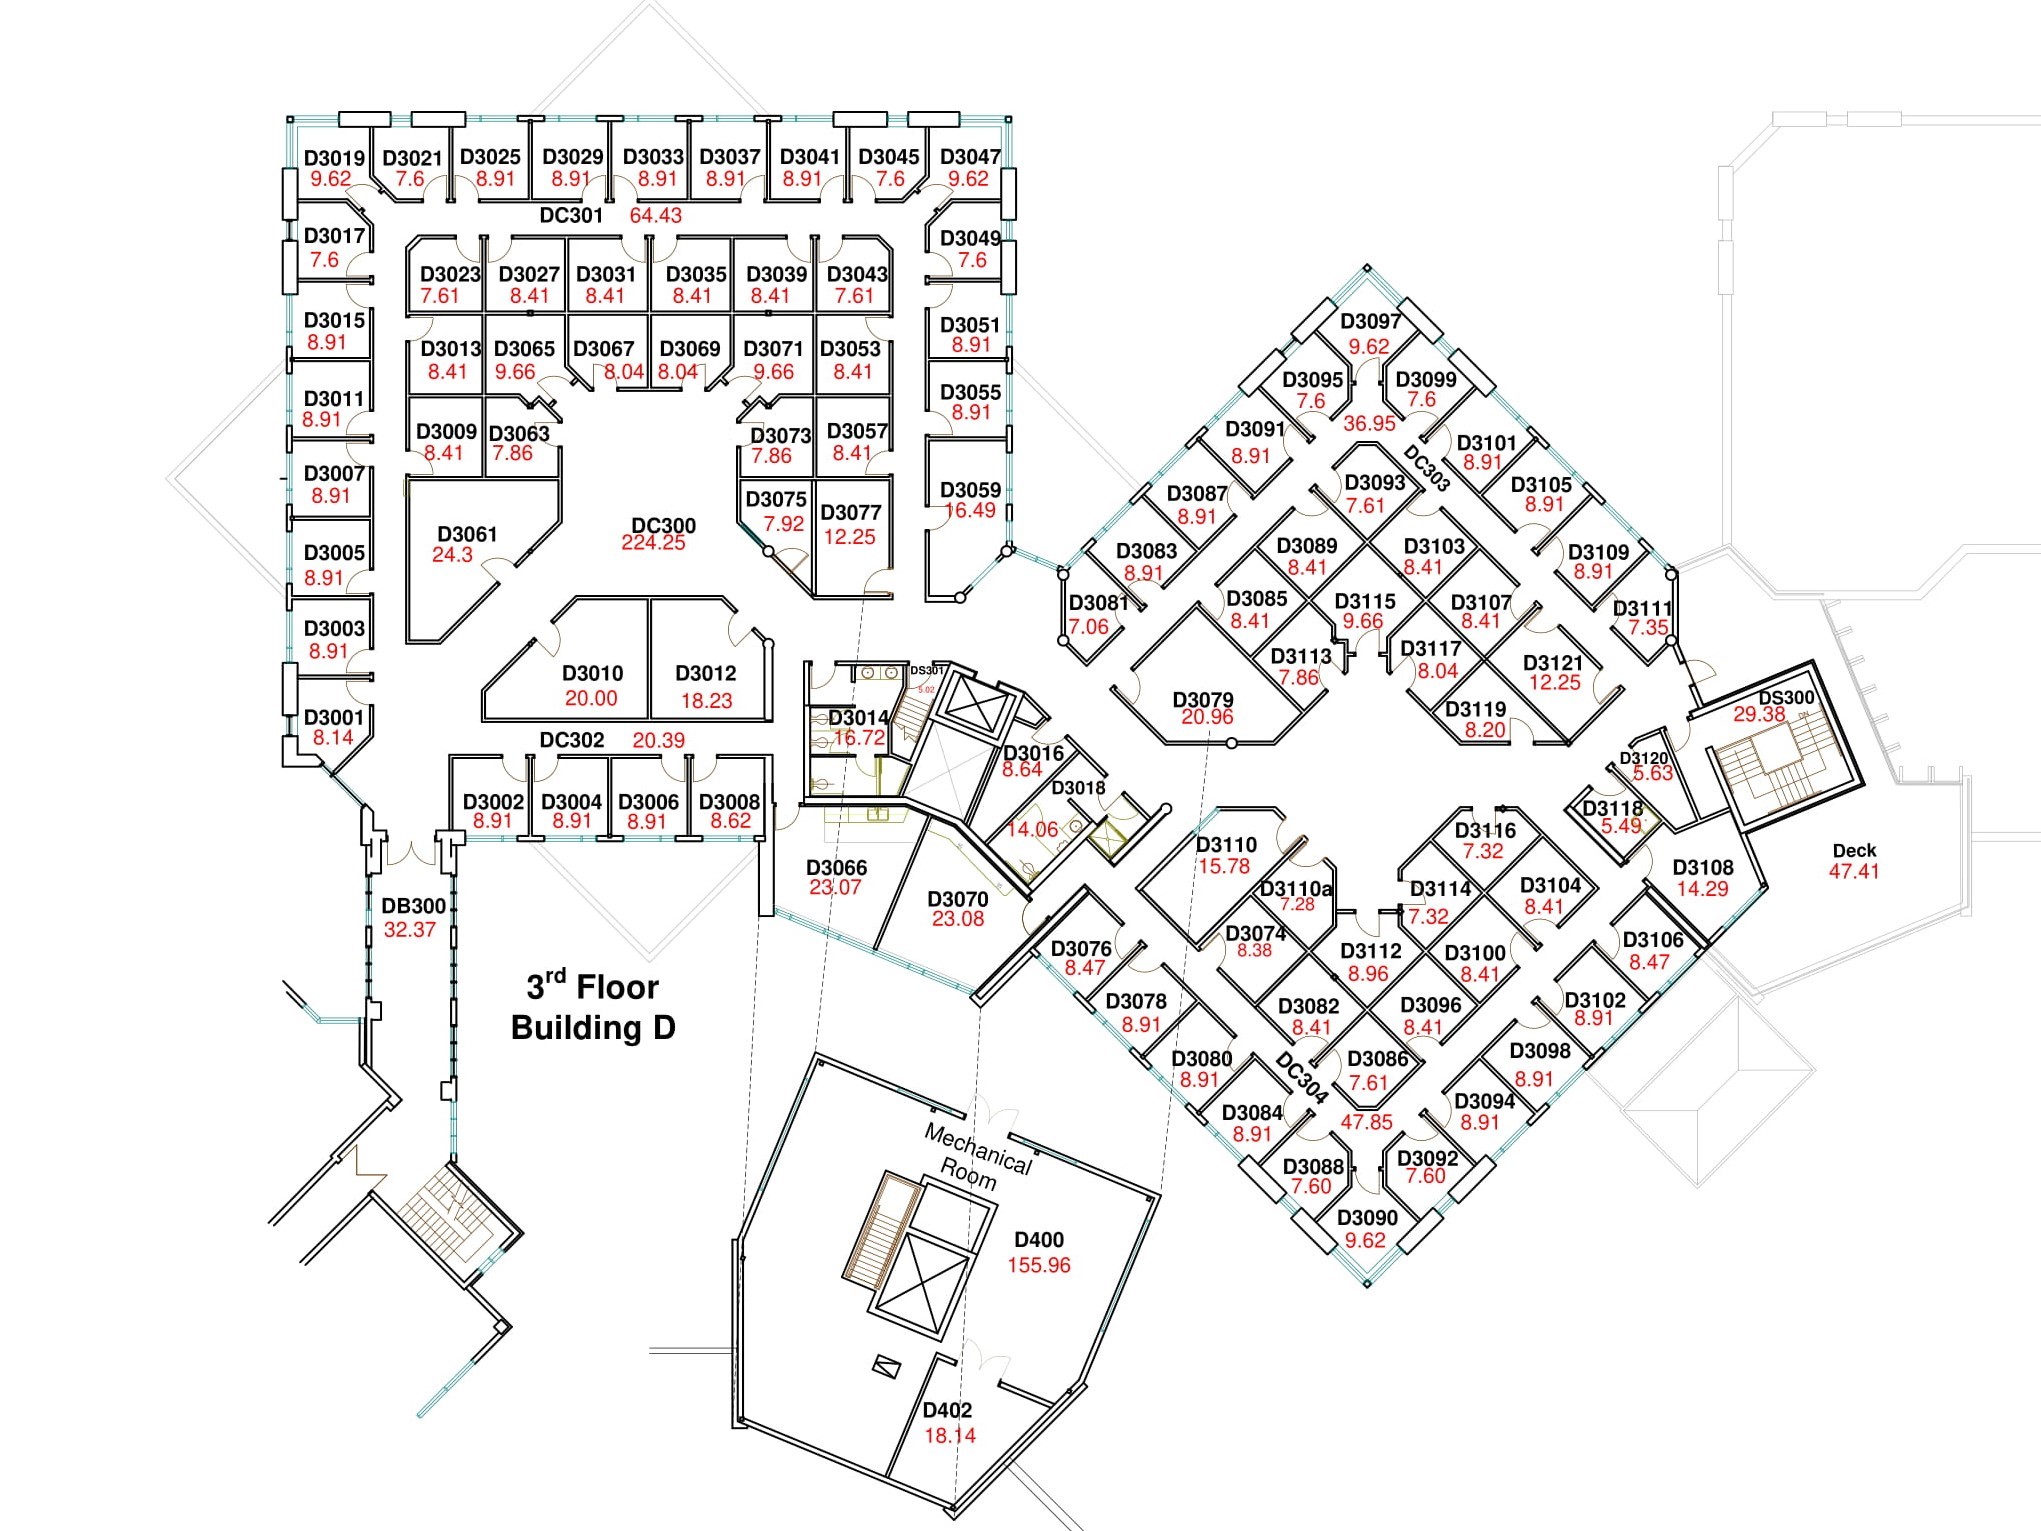 D3019
9.62
D3021
7.6
D3025
8.91
D3029
8.91
D3033
8.91
D3037
8.91
D3041
8.91
D3045
7.6
D3047
9.62
DC301 64.43
D3017
7.6
D3049
7.6
D3023
7.61
D3027
8.41
D3031
8.41
D3035
8.41
D3039
8.41
D3043
7.61
D3015
8.91
D3013
8.41
D3065
9.66
D3067
8.04
D3069
8.04
D3071
9.66
D3053
8.41
D3051
8.91
D3011
8.91
D3009
8.41
D3063
7.86
D3073
7.86
D3057
8.41
D3055
8.91
D3007
8.91
D3061
24.3
DC300
224.25
D3075
7.92
D3077
12.25
D3059
16.49
D3005
8.91
D3003
8.91
D3001
8.14
D3010
20.00
D3012
18.23
DC302 20.39
D3002
8.91
D3004
8.91
D3006
8.91
D3008
8.62
DS301
5.02
D3014
16.72
D3016
8.64
D3018
14.06
D3066
23.07
D3070
23.08
DB300
32.37
3rd Floor
Building D
D3097
9.62
D3095
7.6
D3099
7.6
36.95
DC303
D3091
8.91
D3101
8.91
D3087
8.91
D3093
7.61
D3105
8.91
D3083
8.91
D3089
8.41
D3103
8.41
D3109
8.91
D3081
7.06
D3085
8.41
D3115
9.66
D3107
8.41
D3111
7.35
D3113
7.86
D3117
8.04
D3121
12.25
D3079
20.96
D3119
8.20
DS300
29.38
DN
D3120
5.63
D3118
5.49
D3108
14.29
Deck
47.41
D3110
15.78
D3110a
7.28
D3116
7.32
D3114
7.32
D3104
8.41
D3076
8.47
D3074
8.38
D3112
8.96
D3100
8.41
D3106
8.47
D3078
8.91
D3082
8.41
D3096
8.41
D3102
8.91
D3080
8.91
D3086
7.61
D3098
8.91
DC304
47.85
D3084
8.91
D3094
8.91
D3088
7.60
D3092
7.60
D3090
9.62
Mechanical
Room
D400
155.96
D402
18.14